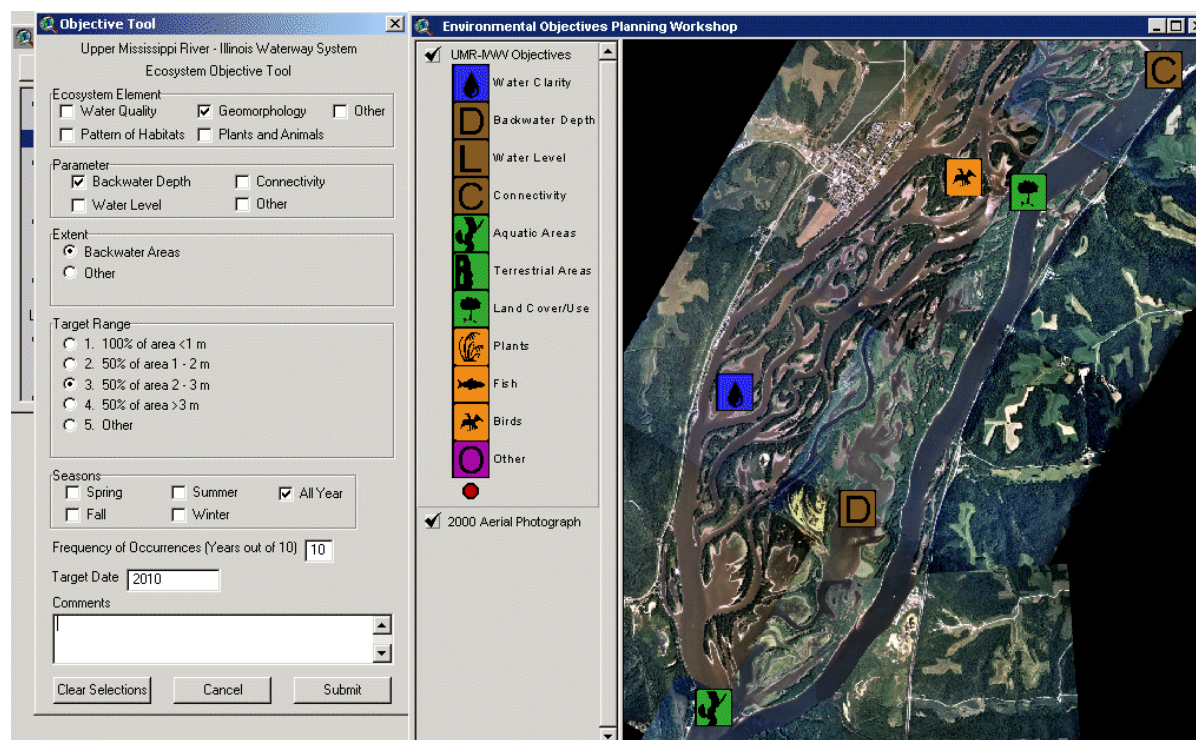 Objective Tool
Upper Mississippi River - Illinois Waterway System
Ecosystem Objective Tool
Ecosystem Element
Water Quality Geomorphology Other
Pattern of Habitats Plants and Animals
Parameter
Backwater Depth Connectivity
Water Level Other
Extent
Backwater Areas
Other
Target Range
1. 100% of area <1 m
2. 50% of area 1 - 2 m
3. 50% of area 2 - 3 m
4. 50% of area >3 m
5. Other
Seasons
Spring Summer All Year
Fall Winter
Frequency of Occurrences (Years out of 10) 10
Target Date 2010
Comments
Clear Selections Cancel Submit
Environmental Objectives Planning Workshop
UMR-IWW Objectives
Water Clarity
D Backwater Depth
L Water Level
C Connectivity
Aquatic Areas
Terrestrial Areas
Land Cover/Use
Plants
Fish
Birds
O Other
2000 Aerial Photograph
C
D